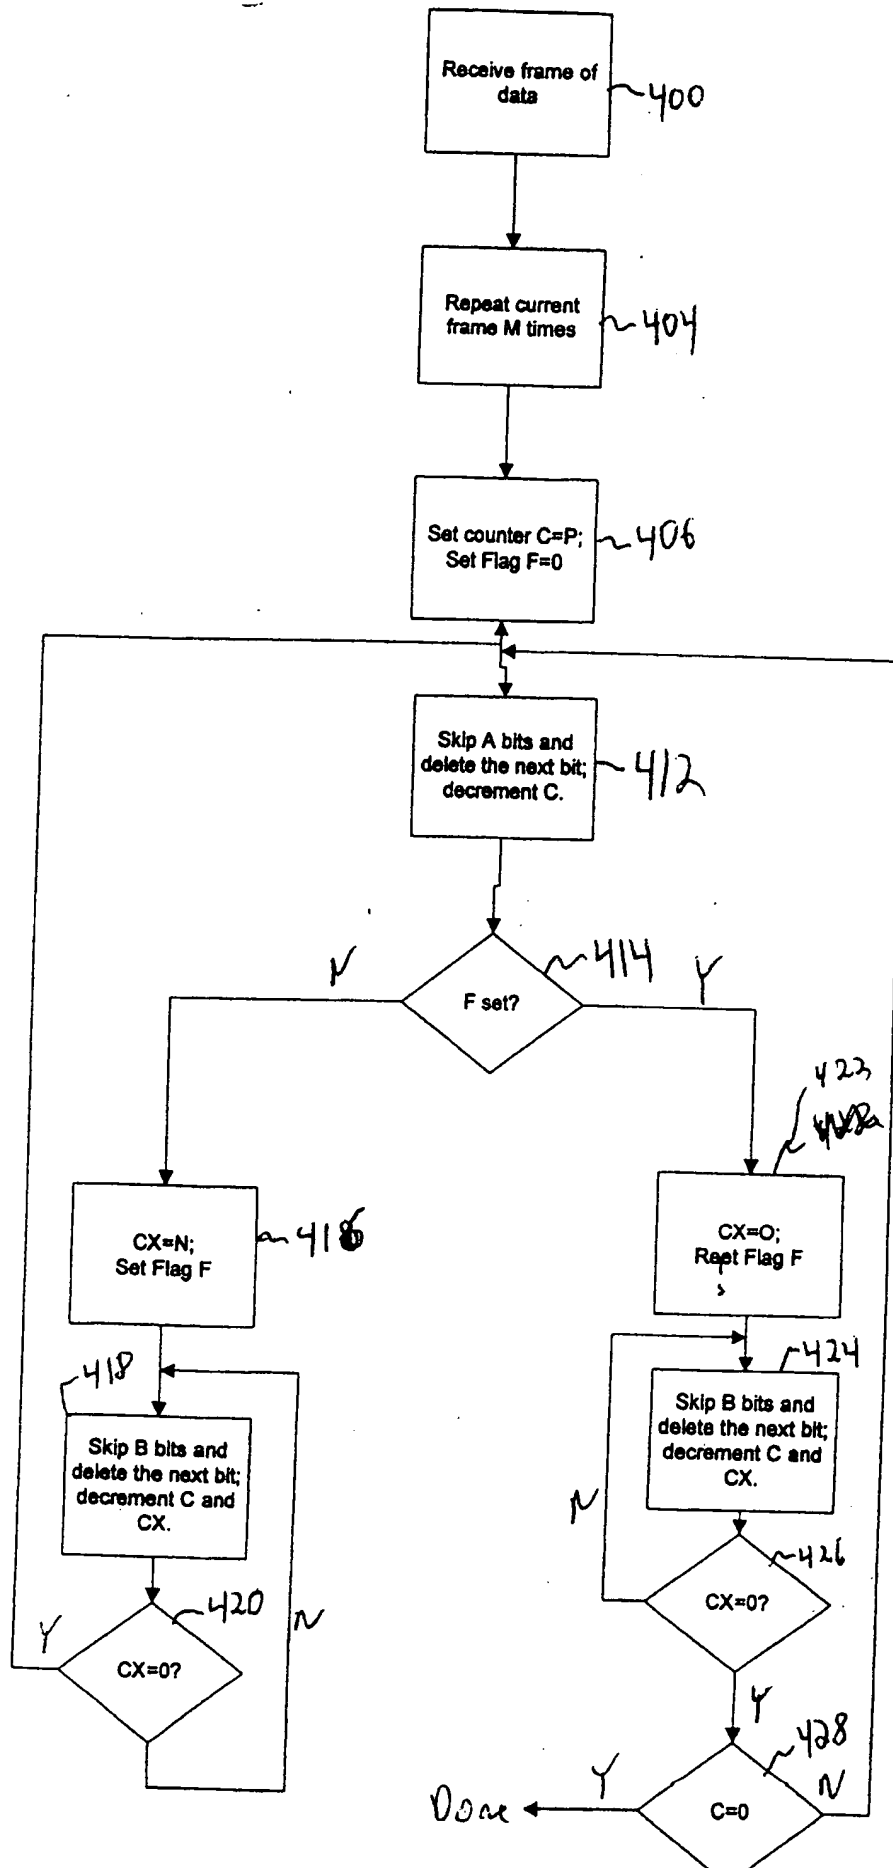 Receive frame of
data
400
Repeat current
frame M times
404
Set counter C=P;
Set Flag F=0
406
Skip A bits and
delete the next bit;
decrement C.
412
F set?
414
N
Y
423
CX=N;
Set Flag F
416
CX=O;
Reet Flag F
s
418
Skip B bits and
delete the next bit;
decrement C and
CX.
424
Skip B bits and
delete the next bit;
decrement C and
CX.
N
420
CX=0?
Y
N
426
CX=0?
Y
428
C=0
Y
N
Done